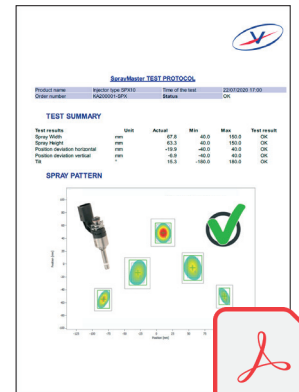 SprayMaster TEST PROTOCOL
Product name Injector type SPX10 Time of the test 22/07/2020 17:00
Order number NA200001-SPX Status OK
TEST SUMMARY
Test results Unit Actual Min Max Test result
Spray Width mm 67.8 40.0 150.0 OK
Spray Height mm 63.3 40.0 150.0 OK
Position deviation horizontal mm -19.9 -40.0 40.0 OK
Position deviation vertical mm -8.9 -40.0 40.0 OK
Tilt ° 15.3 -180.0 180.0 OK
SPRAY PATTERN
Position [mm]